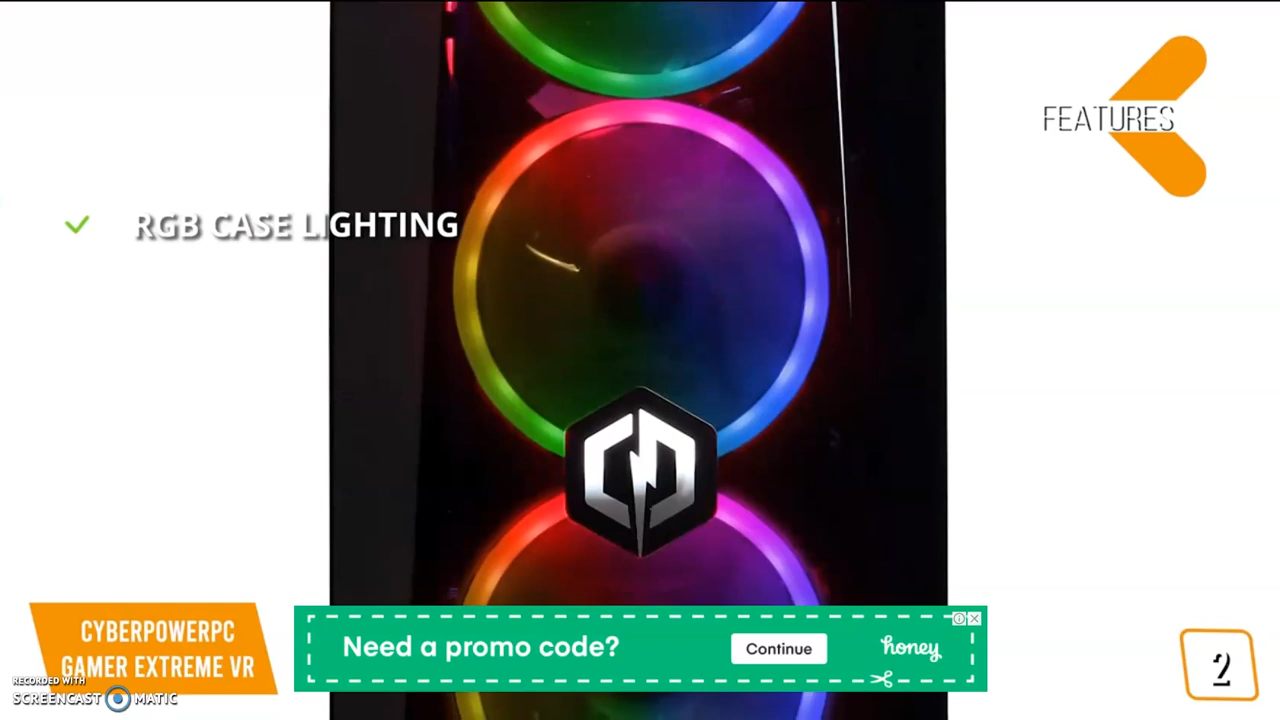 FEATURES
RGB CASE LIGHTING
CYBERPOWERPC
GAMER EXTREME VR
Need a promo code?
Continue
honey
2
RECORDED WITH
SCREENCAST MATIC